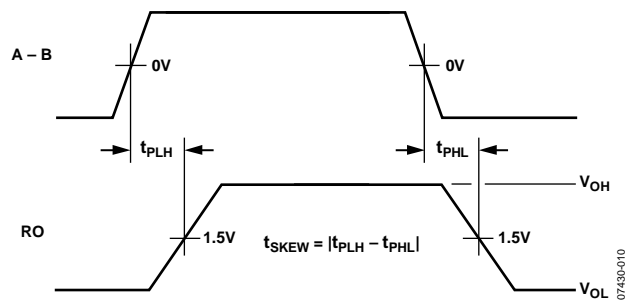 A – B
0V
0V
tPLH
tPHL
VOH
RO
1.5V
tSKEW = |tPLH – tPHL|
1.5V
VOL
07430-010